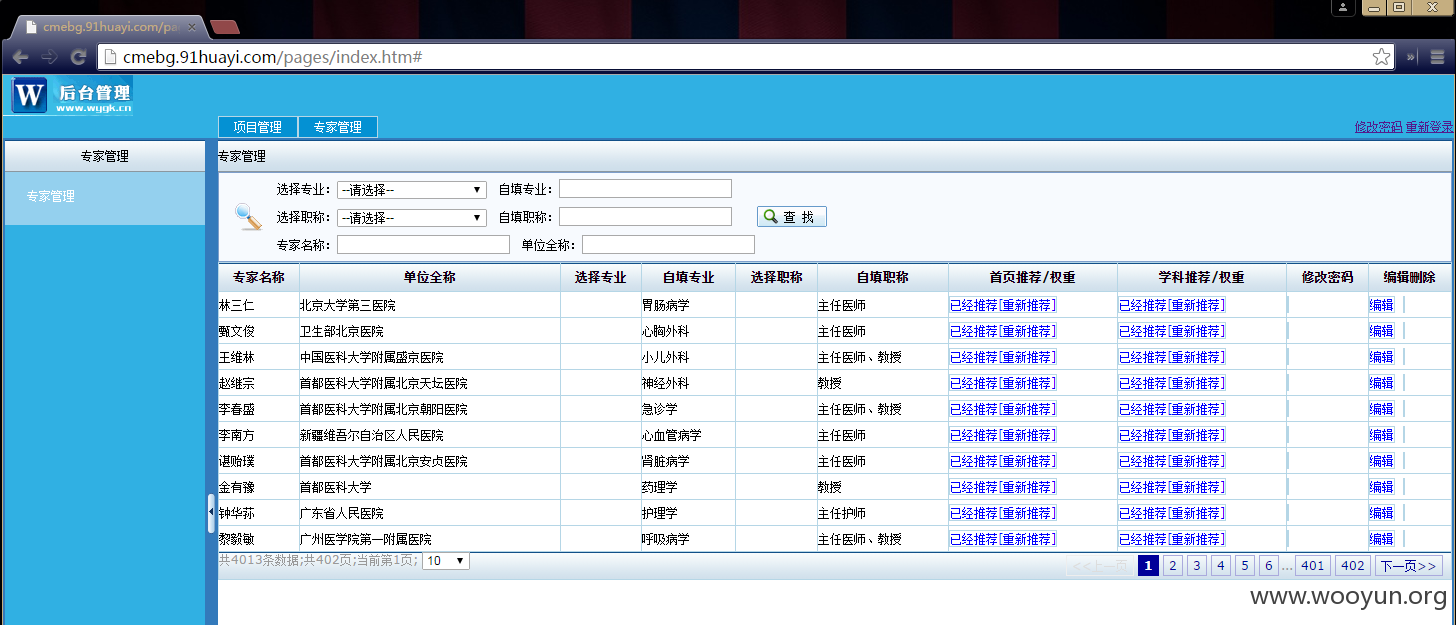 cmebg.91huayi.com/pa
cmebg.91huayi.com/pages/index.htm#
W 后台管理
www.wygk.cn
项目管理 专家管理 修改密码 重新登录
专家管理 专家管理
专家管理
选择专业: --请选择-- 自填专业:
选择职称: --请选择-- 自填职称: 查 找
专家名称: 单位全称:
专家名称 单位全称 选择专业 自填专业 选择职称 自填职称 首页推荐/权重 学科推荐/权重 修改密码 编辑删除
林三仁 北京大学第三医院 胃肠病学 主任医师 已经推荐[重新推荐] 已经推荐[重新推荐] 编辑
甄文俊 卫生部北京医院 心胸外科 主任医师 已经推荐[重新推荐] 已经推荐[重新推荐] 编辑
王维林 中国医科大学附属盛京医院 小儿外科 主任医师、教授 已经推荐[重新推荐] 已经推荐[重新推荐] 编辑
赵继宗 首都医科大学附属北京天坛医院 神经外科 教授 已经推荐[重新推荐] 已经推荐[重新推荐] 编辑
李春盛 首都医科大学附属北京朝阳医院 急诊学 主任医师、教授 已经推荐[重新推荐] 已经推荐[重新推荐] 编辑
李南方 新疆维吾尔自治区人民医院 心血管病学 主任医师 已经推荐[重新推荐] 已经推荐[重新推荐] 编辑
谌贻璞 首都医科大学附属北京安贞医院 肾脏病学 主任医师 已经推荐[重新推荐] 已经推荐[重新推荐] 编辑
金有豫 首都医科大学 药理学 教授 已经推荐[重新推荐] 已经推荐[重新推荐] 编辑
钟华荪 广东省人民医院 护理学 主任护师 已经推荐[重新推荐] 已经推荐[重新推荐] 编辑
黎毅敏 广州医学院第一附属医院 呼吸病学 主任医师、教授 已经推荐[重新推荐] 已经推荐[重新推荐] 编辑
共4013条数据;共402页;当前第1页; 10 <<上一页 1 2 3 4 5 6 ... 401 402 下一页>>
www.wooyun.org